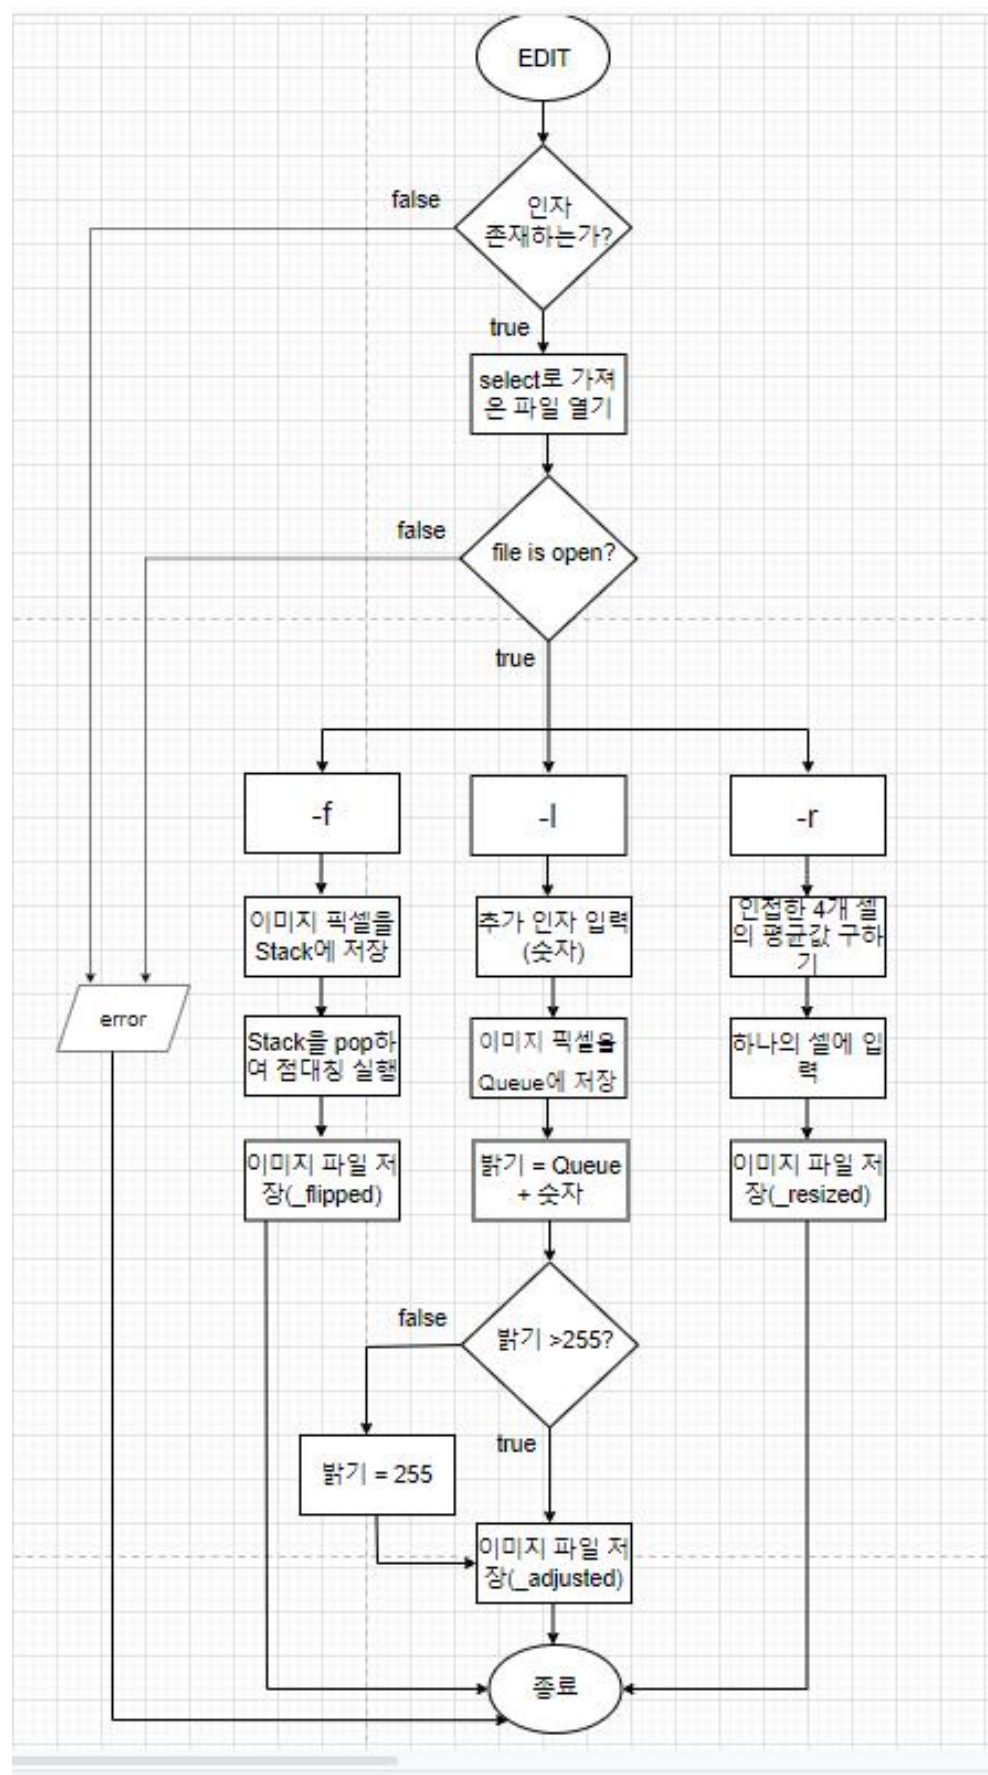 EDIT
false
인자
존재하는가?
true
select로 가져
온 파일 열기
false
file is open?
true
-f
-l
-r
이미지 픽셀을
Stack에 저장
추가 인자 입력
(숫자)
인접한 4개 셀
의 평균값 구하
기
error
Stack을 pop하
여 점대칭 실행
이미지 픽셀을
Queue에 저장
하나의 셀에 입
력
이미지 파일 저
장(_flipped)
밝기 = Queue
+ 숫자
이미지 파일 저
장(_resized)
false
밝기 >255?
true
밝기 = 255
이미지 파일 저
장(_adjusted)
종료